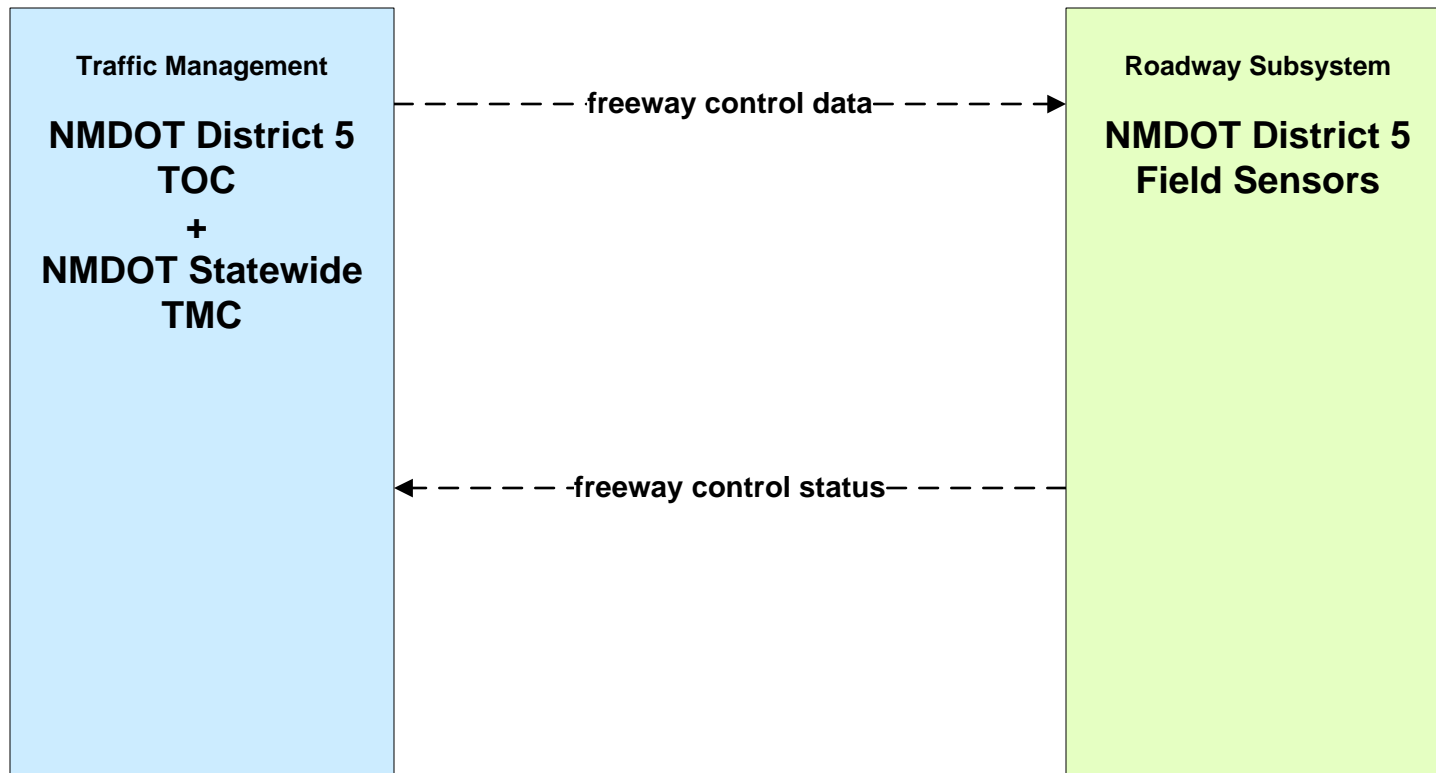 Traffic Management
NMDOT District 5
TOC
+
NMDOT Statewide
TMC
freeway control data
freeway control status
Roadway Subsystem
NMDOT District 5
Field Sensors